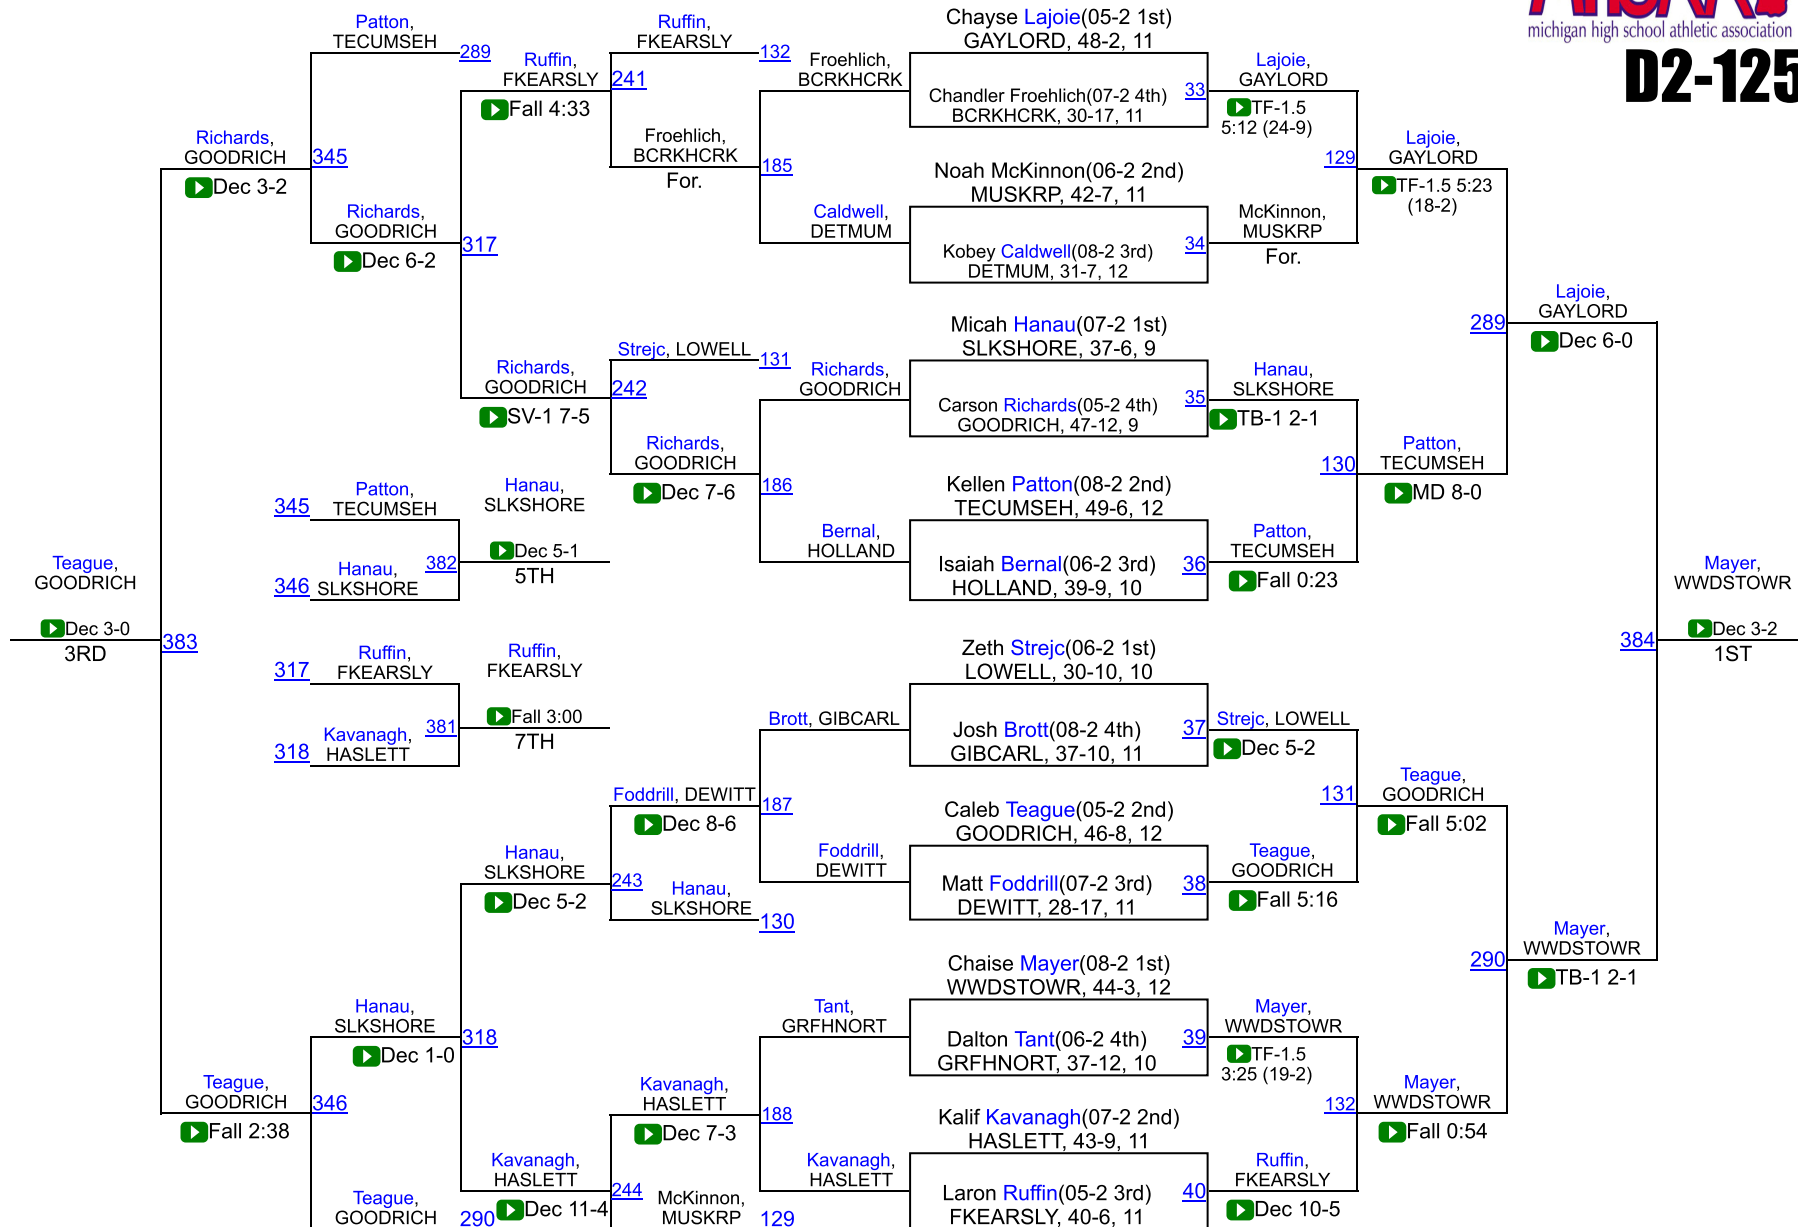 michigan high school athletic association
D2-125
Patton,
TECUMSEH
289
Ruffin,
FKEARSLY
241
Fall 4:33
Ruffin,
FKEARSLY
132
Froehlich,
BCRKHCRK
Froehlich,
BCRKHCRK
185
For.
Caldwell,
DETMUM
Chayse Lajoie(05-2 1st)
GAYLORD, 48-2, 11
Chandler Froehlich(07-2 4th)
BCRKHCRK, 30-17, 11
33
Lajoie,
GAYLORD
TF-1.5
5:12 (24-9)
Noah McKinnon(06-2 2nd)
MUSKRP, 42-7, 11
Kobey Caldwell(08-2 3rd)
DETMUM, 31-7, 12
34
McKinnon,
MUSKRP
For.
129
Lajoie,
GAYLORD
TF-1.5 5:23
(18-2)
Richards,
GOODRICH
345
Dec 3-2
Richards,
GOODRICH
317
Dec 6-2
289
Lajoie,
GAYLORD
Dec 6-0
Micah Hanau(07-2 1st)
SLKSHORE, 37-6, 9
Carson Richards(05-2 4th)
GOODRICH, 47-12, 9
35
Hanau,
SLKSHORE
TB-1 2-1
Strejc, LOWELL
131
Richards,
GOODRICH
242
SV-1 7-5
Richards,
GOODRICH
Richards,
GOODRICH
186
Dec 7-6
Bernal,
HOLLAND
Kellen Patton(08-2 2nd)
TECUMSEH, 49-6, 12
Isaiah Bernal(06-2 3rd)
HOLLAND, 39-9, 10
36
Patton,
TECUMSEH
Fall 0:23
130
Patton,
TECUMSEH
MD 8-0
345
Patton,
TECUMSEH
Hanau,
SLKSHORE
346
Hanau,
SLKSHORE
382
Dec 5-1
5TH
Teague,
GOODRICH
Dec 3-0
3RD
383
317
Ruffin,
FKEARSLY
Ruffin,
FKEARSLY
318
Kavanagh,
HASLETT
381
Fall 3:00
7TH
384
Mayer,
WWDSTOWR
Dec 3-2
1ST
Zeth Strejc(06-2 1st)
LOWELL, 30-10, 10
Josh Brott(08-2 4th)
GIBCARL, 37-10, 11
37
Strejc, LOWELL
Dec 5-2
Brott, GIBCARL
Foddrill, DEWITT
187
Dec 8-6
Foddrill,
DEWITT
Caleb Teague(05-2 2nd)
GOODRICH, 46-8, 12
Matt Foddrill(07-2 3rd)
DEWITT, 28-17, 11
38
Teague,
GOODRICH
Fall 5:16
131
Teague,
GOODRICH
Fall 5:02
Hanau,
SLKSHORE
243
Dec 5-2
Hanau,
SLKSHORE
130
290
Mayer,
WWDSTOWR
TB-1 2-1
Chaise Mayer(08-2 1st)
WWDSTOWR, 44-3, 12
Dalton Tant(06-2 4th)
GRFHNORT, 37-12, 10
39
Mayer,
WWDSTOWR
TF-1.5
3:25 (19-2)
Tant,
GRFHNORT
Hanau,
SLKSHORE
318
Dec 1-0
Teague,
GOODRICH
346
Fall 2:38
Kavanagh,
HASLETT
188
Dec 7-3
Kavanagh,
HASLETT
Kalif Kavanagh(07-2 2nd)
HASLETT, 43-9, 11
Laron Ruffin(05-2 3rd)
FKEARSLY, 40-6, 11
40
Ruffin,
FKEARSLY
Dec 10-5
132
Mayer,
WWDSTOWR
Fall 0:54
Kavanagh,
HASLETT
244
Dec 11-4
Teague,
GOODRICH
290
McKinnon,
MUSKRP
129